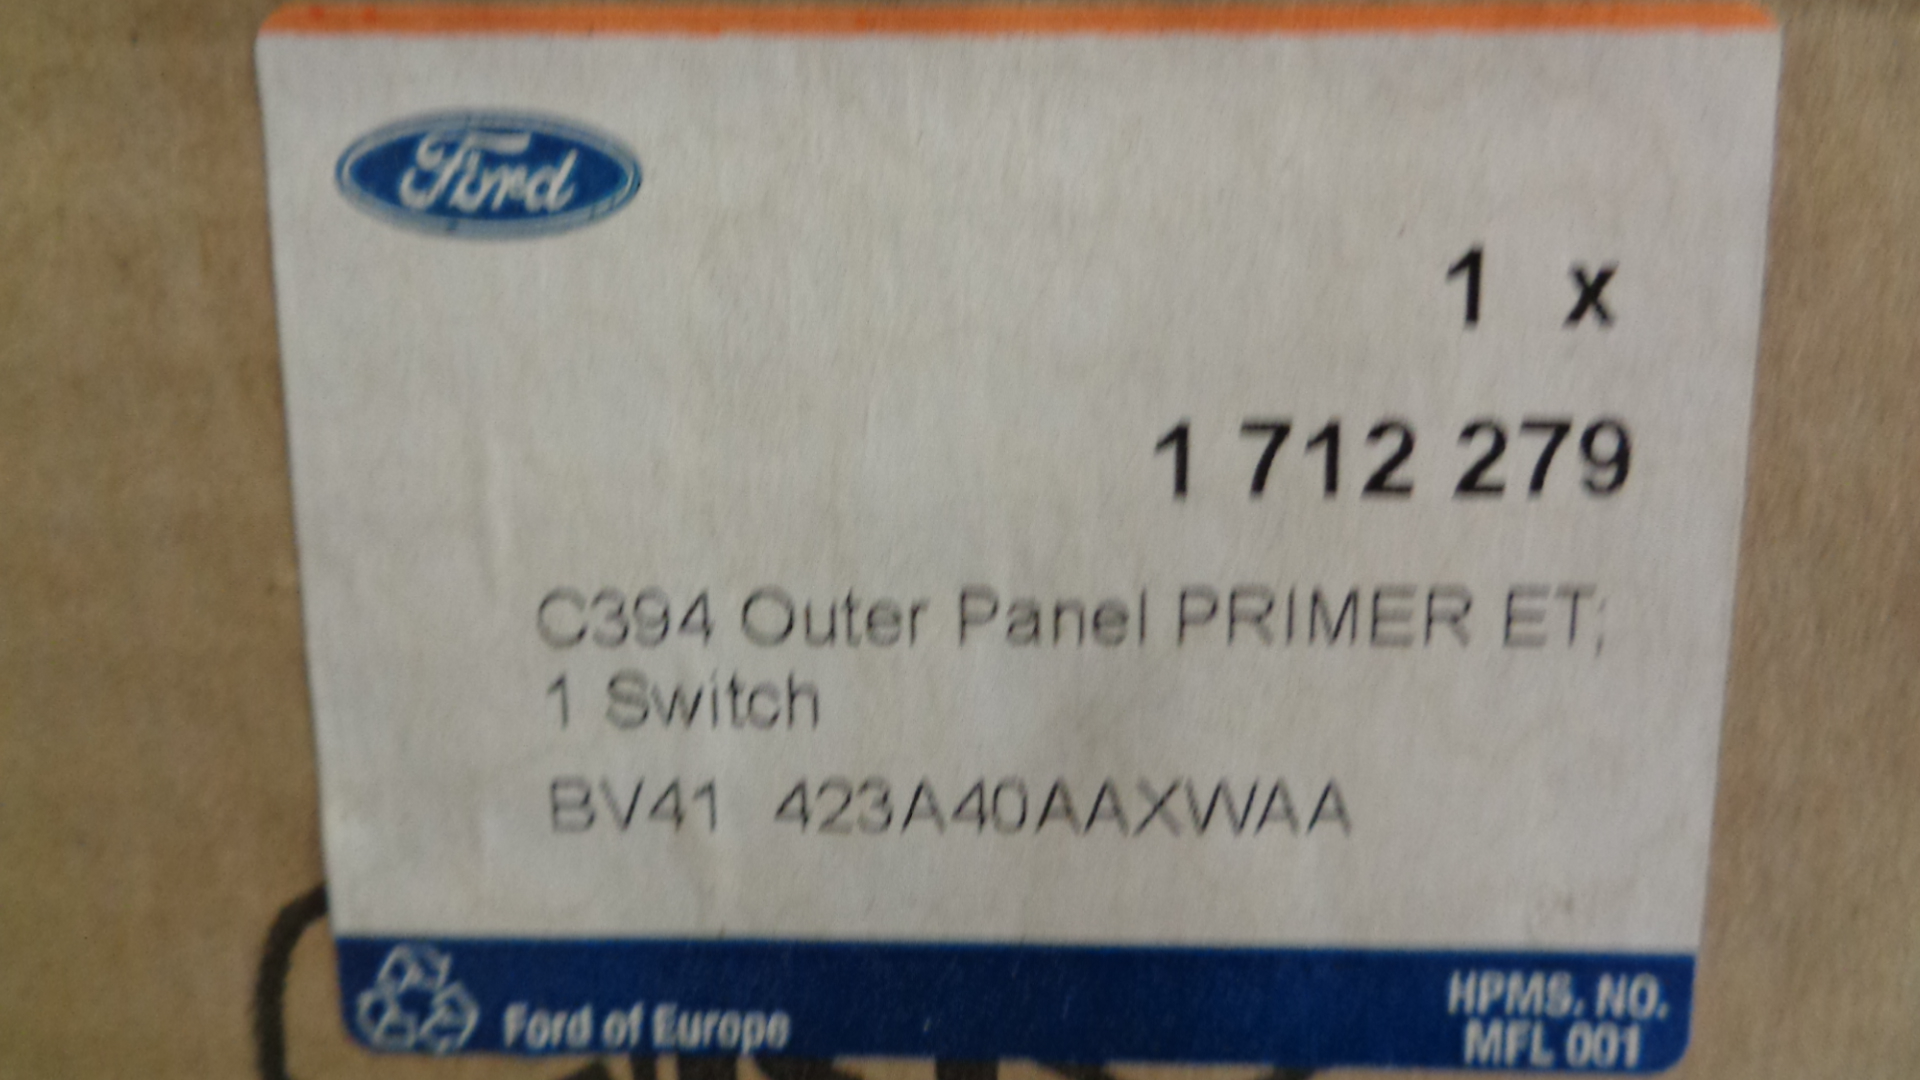 Ford
1 x
1 712 279
C394 Outer Panel PRIMER ET;
1 Switch
BV41 423A40AAXWAA
Ford of Europe
HPMS. NO.
MFL 001